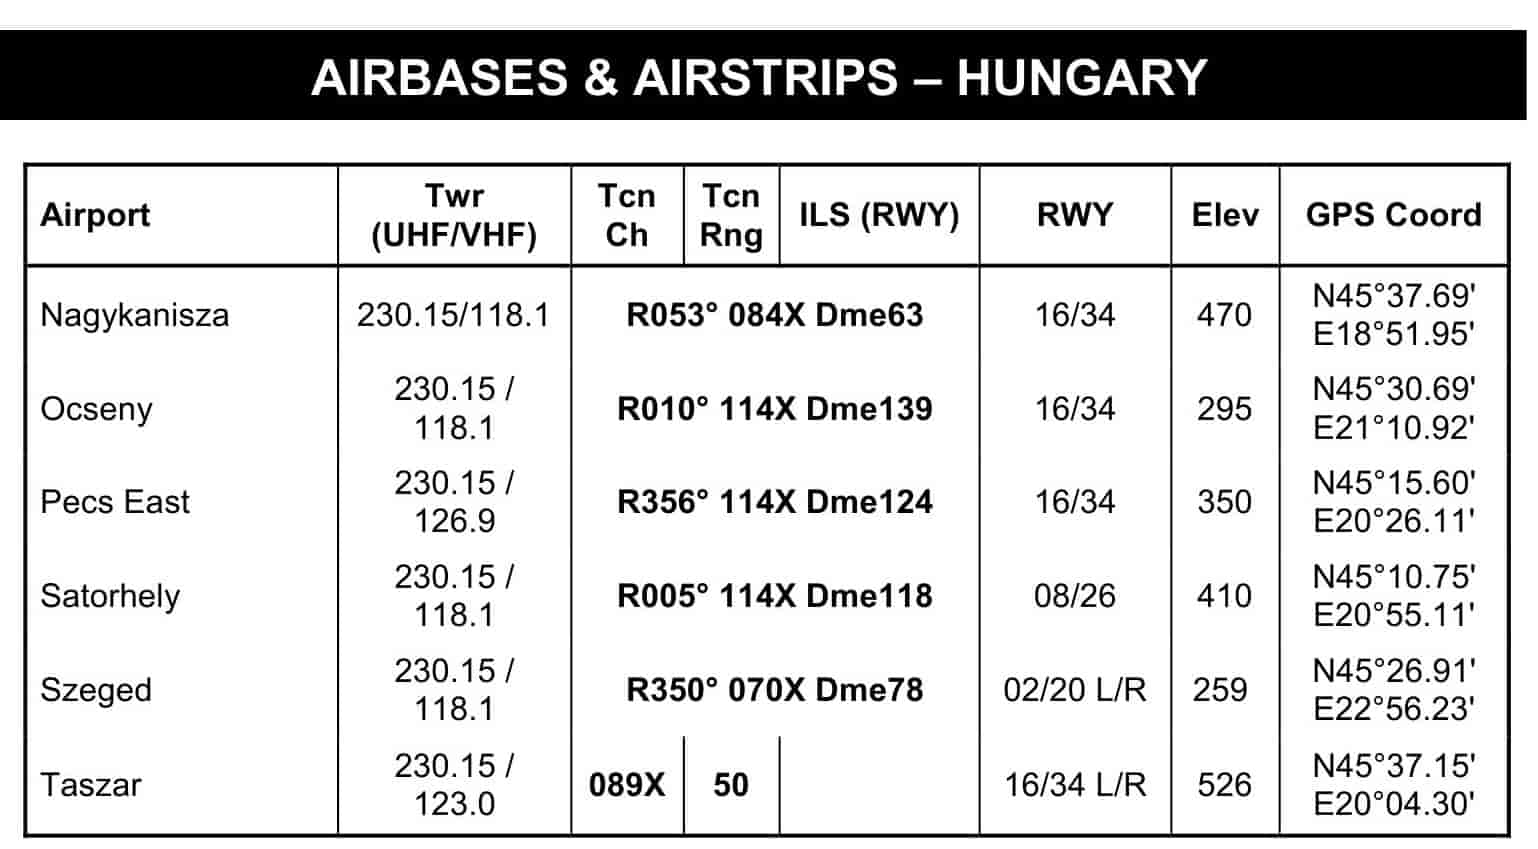 AIRBASES & AIRSTRIPS – HUNGARY
Airport Twr (UHF/VHF) Tcn Ch Tcn Rng ILS (RWY) RWY Elev GPS Coord
Nagykanisza 230.15/118.1 R053° 084X Dme63 16/34 470 N45°37.69' E18°51.95'
Ocseny 230.15 / 118.1 R010° 114X Dme139 16/34 295 N45°30.69' E21°10.92'
Pecs East 230.15 / 126.9 R356° 114X Dme124 16/34 350 N45°15.60' E20°26.11'
Satorhely 230.15 / 118.1 R005° 114X Dme118 08/26 410 N45°10.75' E20°55.11'
Szeged 230.15 / 118.1 R350° 070X Dme78 02/20 L/R 259 N45°26.91' E22°56.23'
Taszar 230.15 / 123.0 089X 50 16/34 L/R 526 N45°37.15' E20°04.30'